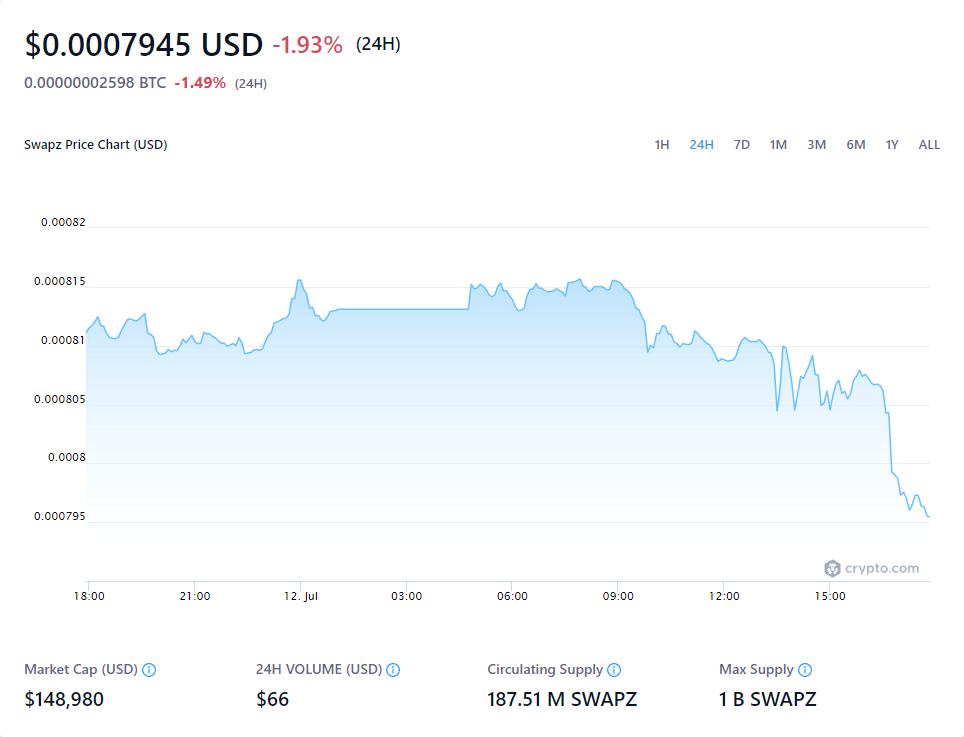 $0.0007945 USD -1.93% (24H)
0.00000002598 BTC -1.49% (24H)
Swapz Price Chart (USD) 1H 24H 7D 1M 3M 6M 1Y ALL
0.00082
0.000815
0.00081
0.000805
0.0008
0.000795
crypto.com
18:00 21:00 12. Jul 03:00 06:00 09:00 12:00 15:00
Market Cap (USD) 24H VOLUME (USD) Circulating Supply Max Supply
$148,980 $66 187.51 M SWAPZ 1 B SWAPZ